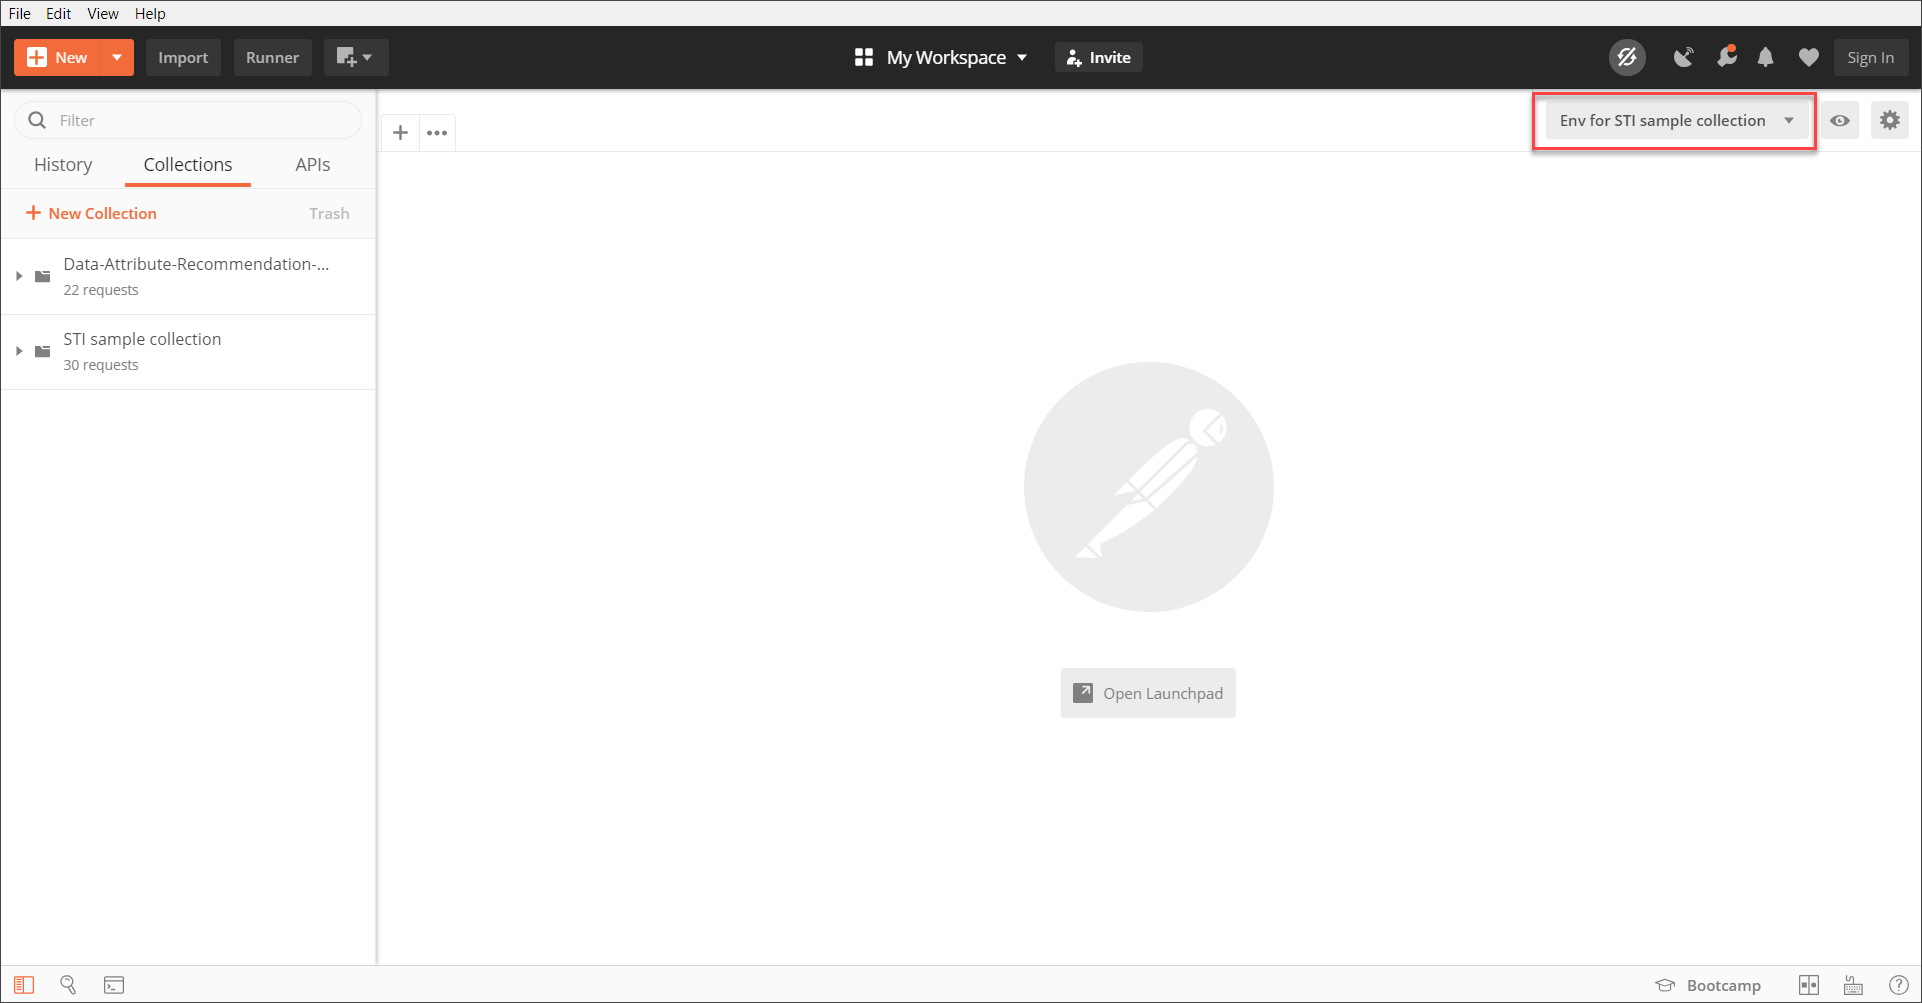 File Edit View Help
New Import Runner My Workspace Invite Sign In
Filter
Env for STI sample collection
History Collections APIs
New Collection Trash
Data-Attribute-Recommendation-...
22 requests
STI sample collection
30 requests
Open Launchpad
Bootcamp